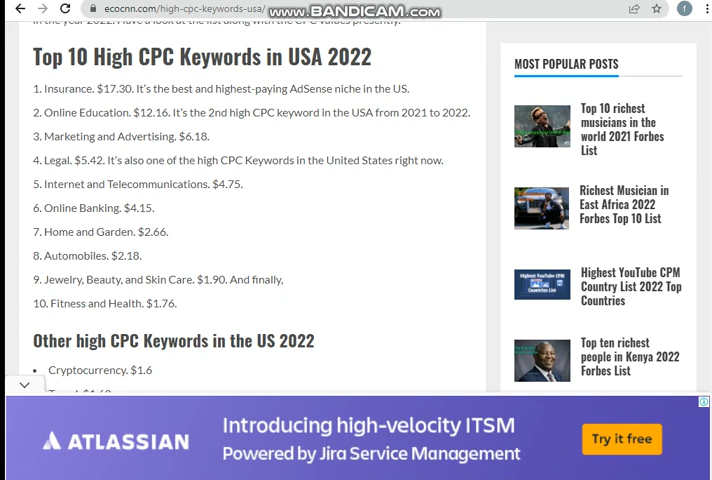 ecocnn.com/high-cpc-keywords-usa/
www.BANDICAM.com
f
in the year 2022. Have a look at the list along with the CPC values presently.
Top 10 High CPC Keywords in USA 2022
1. Insurance. $17.30. It's the best and highest-paying AdSense niche in the US.
2. Online Education. $12.16. It's the 2nd high CPC keyword in the USA from 2021 to 2022.
3. Marketing and Advertising. $6.18.
4. Legal. $5.42. It's also one of the high CPC Keywords in the United States right now.
5. Internet and Telecommunications. $4.75.
6. Online Banking. $4.15.
7. Home and Garden. $2.66.
8. Automobiles. $2.18.
9. Jewelry, Beauty, and Skin Care. $1.90. And finally,
10. Fitness and Health. $1.76.
Other high CPC Keywords in the US 2022
• Cryptocurrency. $1.6
MOST POPULAR POSTS
Top 10 richest
musicians in the
world 2021 Forbes
List
Richest Musician in
East Africa 2022
Forbes Top 10 List
Highest YouTube CPM
Country List 2022 Top
Countries
Top ten richest
people in Kenya 2022
Forbes List
ATLASSIAN
Introducing high-velocity ITSM
Powered by Jira Service Management
Try it free